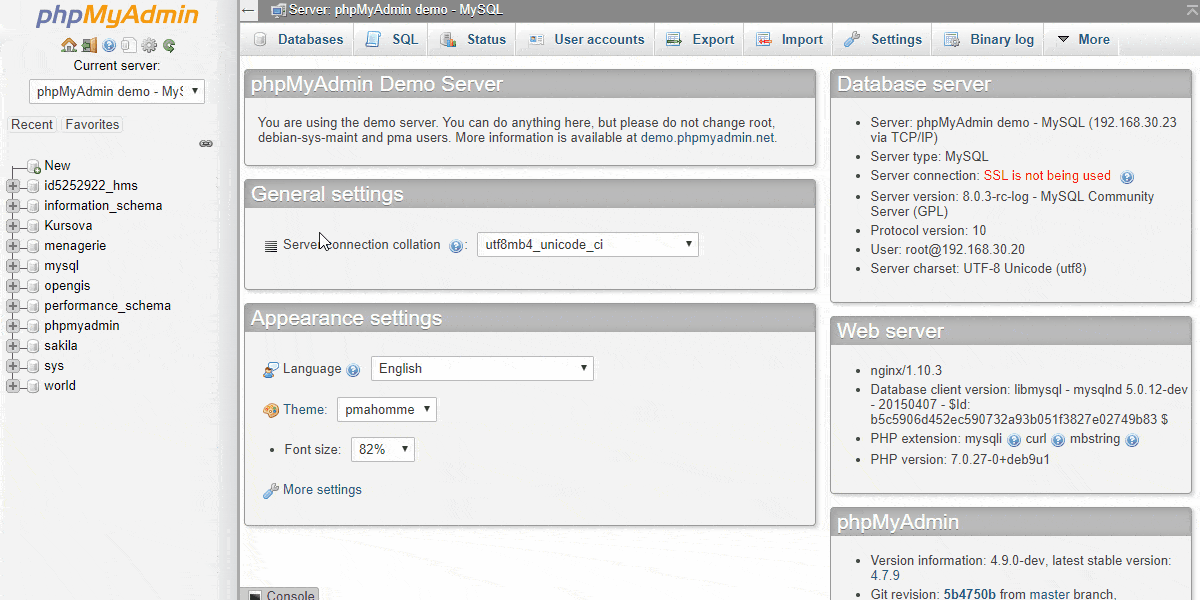 phpMyAdmin
Current server:
phpMyAdmin demo - MyS
Recent Favorites
New
id5252922_hms
information_schema
Kursova
menagerie
mysql
opengis
performance_schema
phpmyadmin
sakila
sys
world
Server: phpMyAdmin demo - MySQL
Databases SQL Status User accounts Export Import Settings Binary log More
phpMyAdmin Demo Server
You are using the demo server. You can do anything here, but please do not change root,
debian-sys-maint and pma users. More information is available at demo.phpmyadmin.net.
General settings
Server connection collation : utf8mb4_unicode_ci
Appearance settings
Language English
Theme: pmahomme
Font size: 82%
More settings
Console
Database server
Server: phpMyAdmin demo - MySQL (192.168.30.23
via TCP/IP)
Server type: MySQL
Server connection: SSL is not being used
Server version: 8.0.3-rc-log - MySQL Community
Server (GPL)
Protocol version: 10
User: root@192.168.30.20
Server charset: UTF-8 Unicode (utf8)
Web server
nginx/1.10.3
Database client version: libmysql - mysqlnd 5.0.12-dev
- 20150407 - $Id:
b5c5906d452ec590732a93b051f3827e02749b83 $
PHP extension: mysqli curl mbstring
PHP version: 7.0.27-0+deb9u1
phpMyAdmin
Version information: 4.9.0-dev, latest stable version:
4.7.9
Git revision: 5b4750b from master branch,